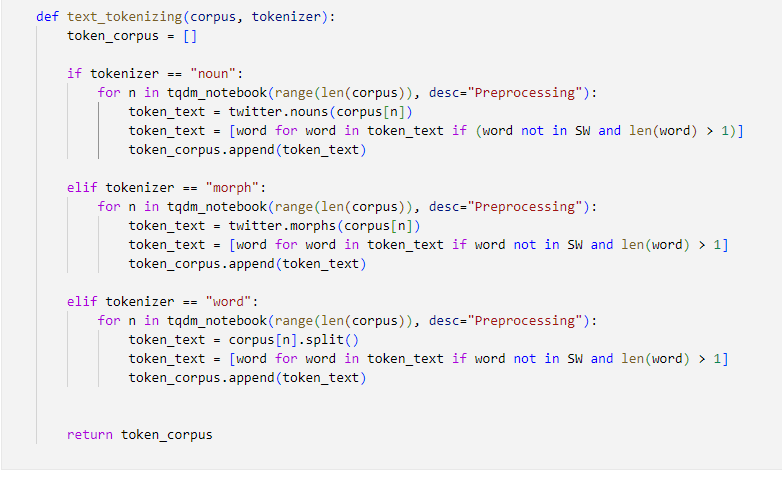 def text_tokenizing(corpus, tokenizer):
    token_corpus = []

    if tokenizer == "noun":
        for n in tqdm_notebook(range(len(corpus)), desc="Preprocessing"):
            token_text = twitter.nouns(corpus[n])
            token_text = [word for word in token_text if (word not in SW and len(word) > 1)]
            token_corpus.append(token_text)

    elif tokenizer == "morph":
        for n in tqdm_notebook(range(len(corpus)), desc="Preprocessing"):
            token_text = twitter.morphs(corpus[n])
            token_text = [word for word in token_text if word not in SW and len(word) > 1]
            token_corpus.append(token_text)

    elif tokenizer == "word":
        for n in tqdm_notebook(range(len(corpus)), desc="Preprocessing"):
            token_text = corpus[n].split()
            token_text = [word for word in token_text if word not in SW and len(word) > 1]
            token_corpus.append(token_text)


    return token_corpus